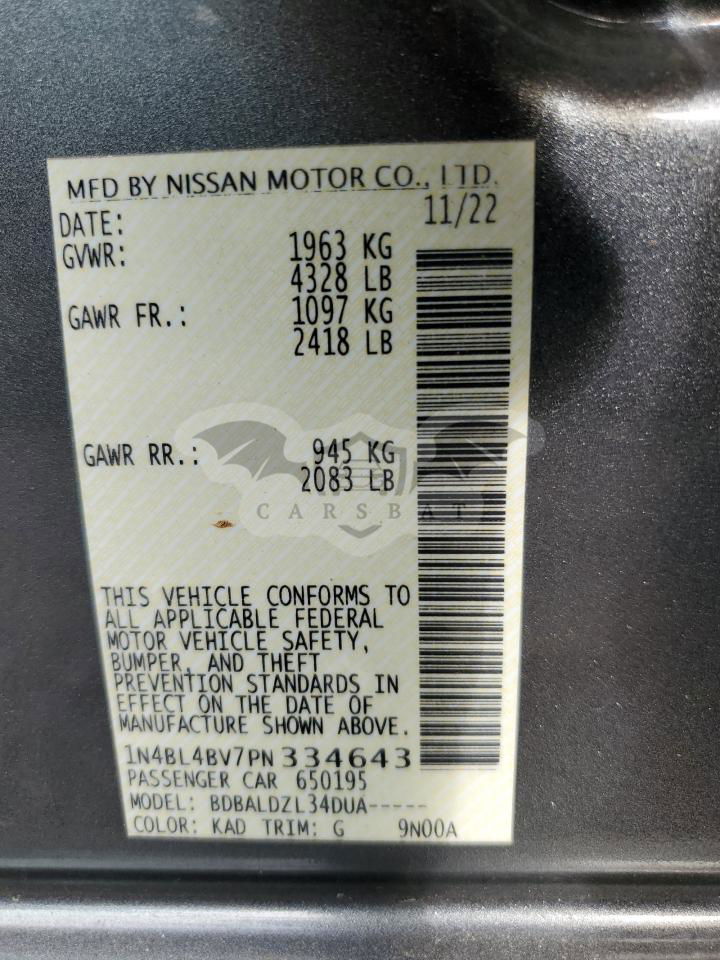 MFD BY NISSAN MOTOR CO., LTD.
DATE: 11/22
GVWR: 1963 KG
4328 LB
GAWR FR.: 1097 KG
2418 LB
GAWR RR.: 945 KG
2083 LB
CARSBAT
THIS VEHICLE CONFORMS TO
ALL APPLICABLE FEDERAL
MOTOR VEHICLE SAFETY,
BUMPER, AND THEFT
PREVENTION STANDARDS IN
EFFECT ON THE DATE OF
MANUFACTURE SHOWN ABOVE.
1N4BL4BV7PN334643
PASSENGER CAR 650195
MODEL: BDBALDZL34DUA-----
COLOR: KAD TRIM: G 9N00A